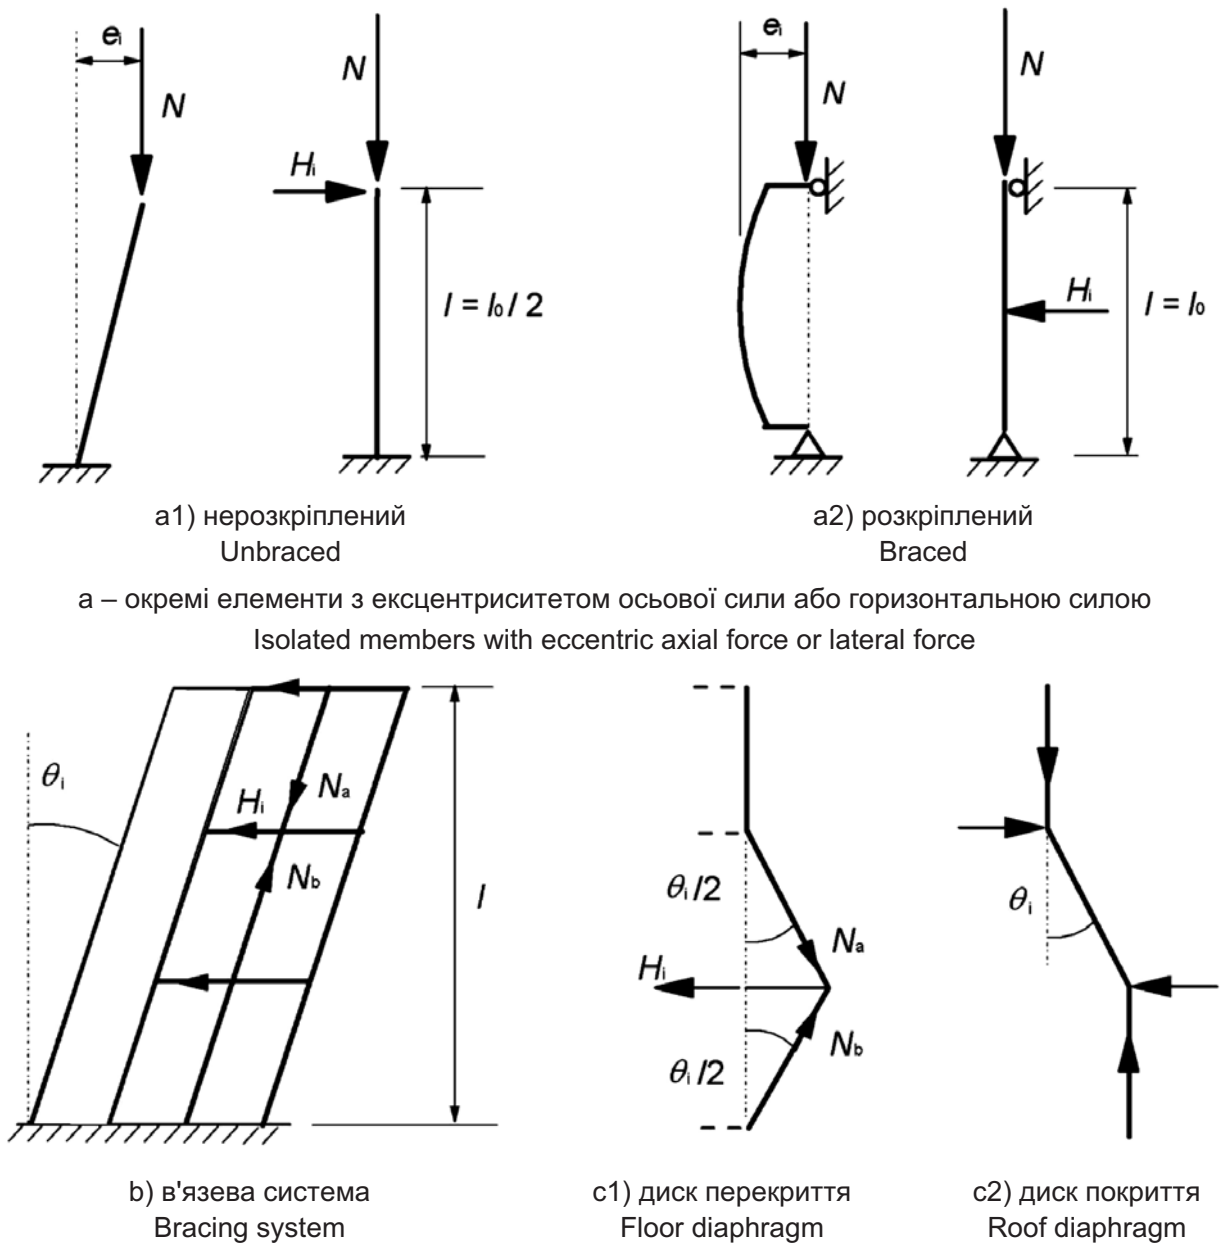 eᵢ
N
N
Hᵢ
l = l₀ / 2
eᵢ
N
N
Hᵢ
l = l₀
а1) нерозкріплений
Unbraced
а2) розкріплений
Braced
а – окремі елементи з ексцентриситетом осьової сили або горизонтальною силою
Isolated members with eccentric axial force or lateral force
θᵢ
Hᵢ
Nₐ
N_b
l
θᵢ/2
Nₐ
Hᵢ
N_b
θᵢ/2
θᵢ
b) в'язева система
Bracing system
c1) диск перекриття
Floor diaphragm
c2) диск покриття
Roof diaphragm